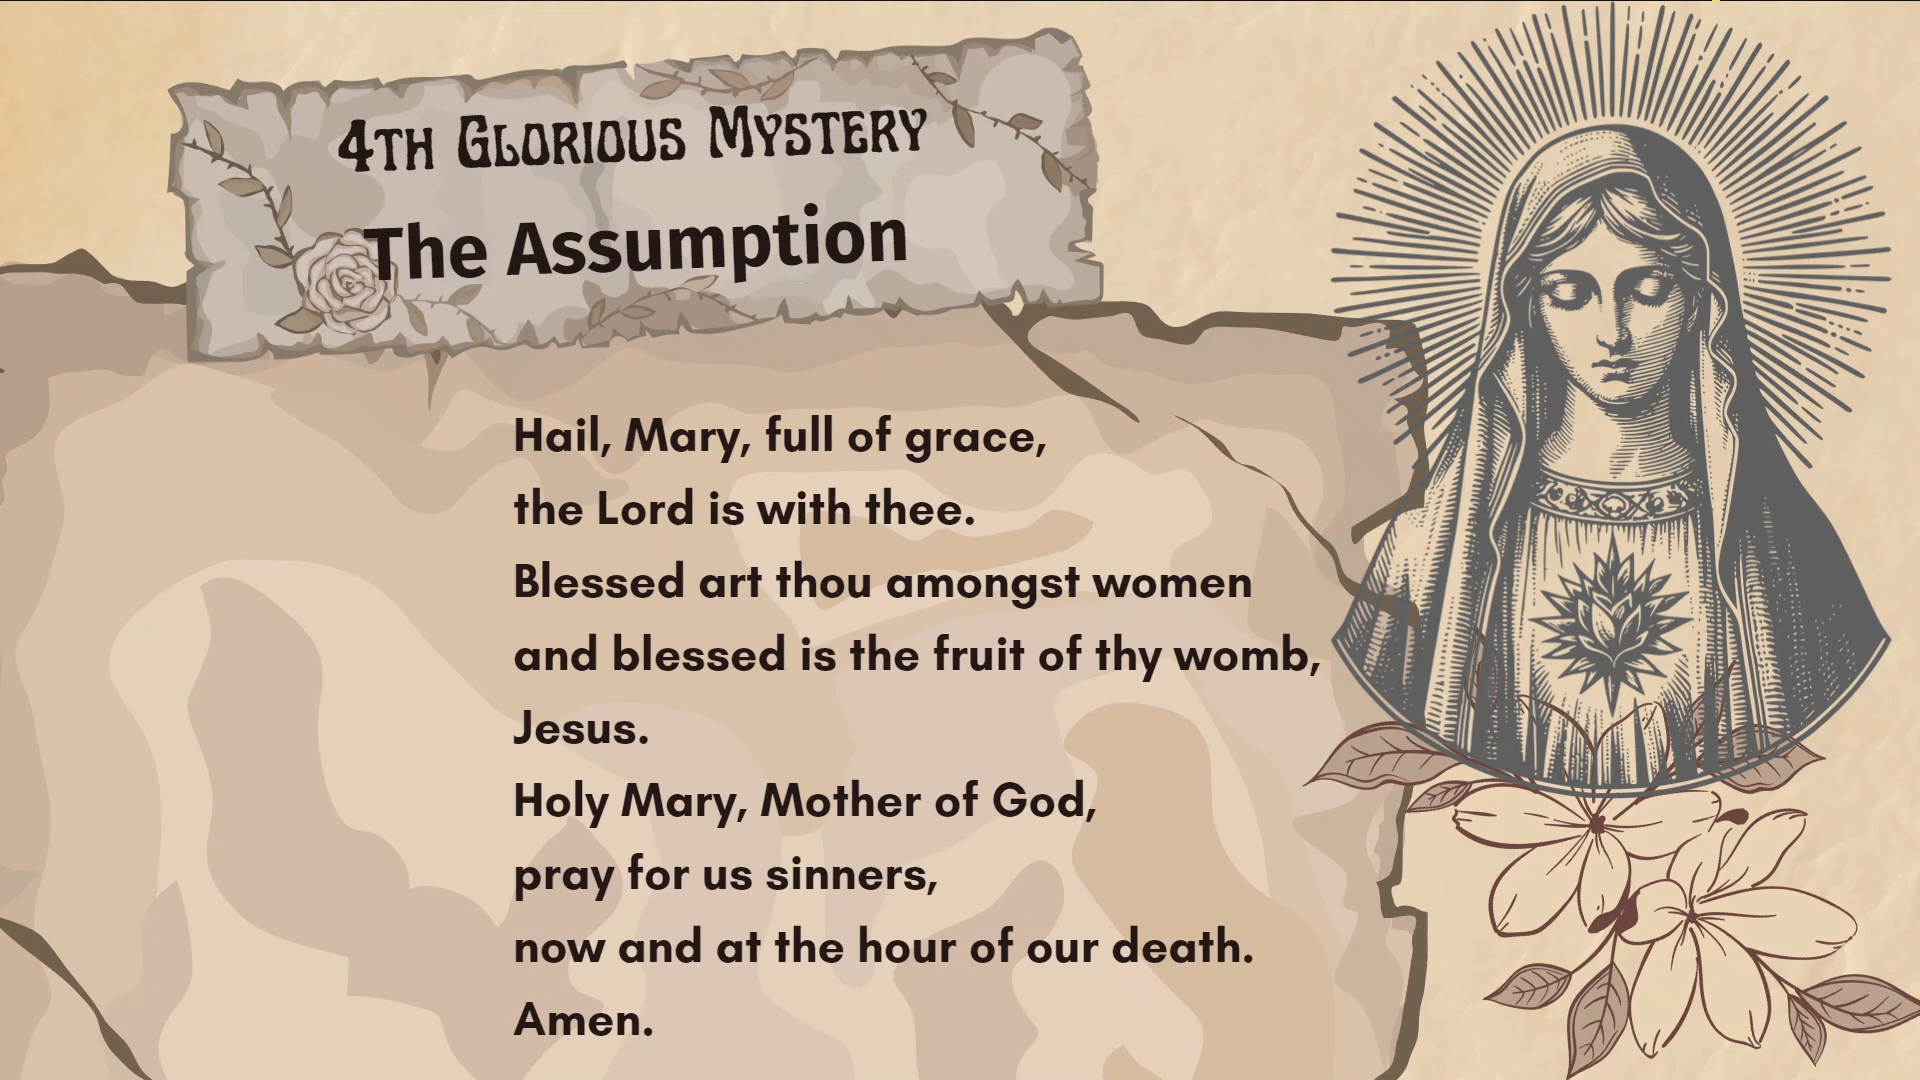 4th Glorious Mystery
The Assumption
Hail, Mary, full of grace,
the Lord is with thee.
Blessed art thou amongst women
and blessed is the fruit of thy womb,
Jesus.
Holy Mary, Mother of God,
pray for us sinners,
now and at the hour of our death.
Amen.